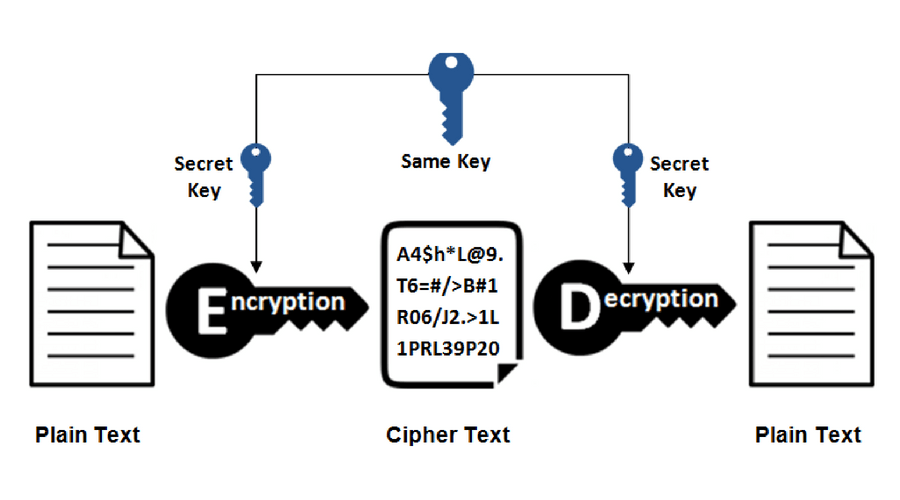 Same Key
Secret
Key
Secret
Key
Encryption
A4$h*L@9.
T6=#/>B#1
R06/J2.>1L
1PRL39P20
Decryption
Plain Text
Cipher Text
Plain Text